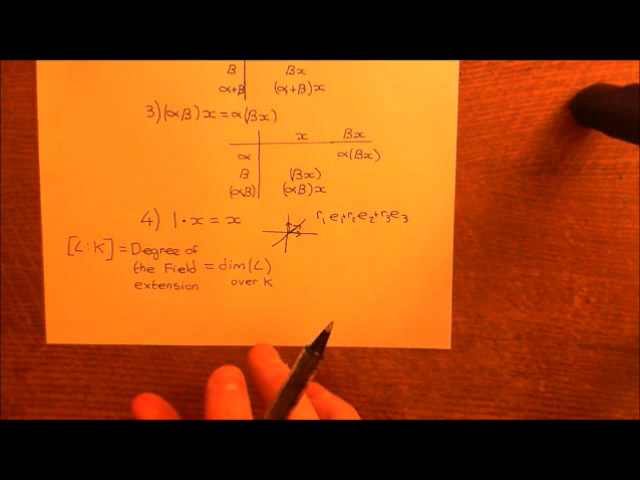 β βx
α+β (α+β)x
3) (αβ)x = α(βx)
x βx
α α(βx)
β (βx)
(αβ) (αβ)x
4) 1·x = x r₁e₁+r₂e₂+r₃e₃
[L:K] = Degree of
the Field = dim(L)
extension over K